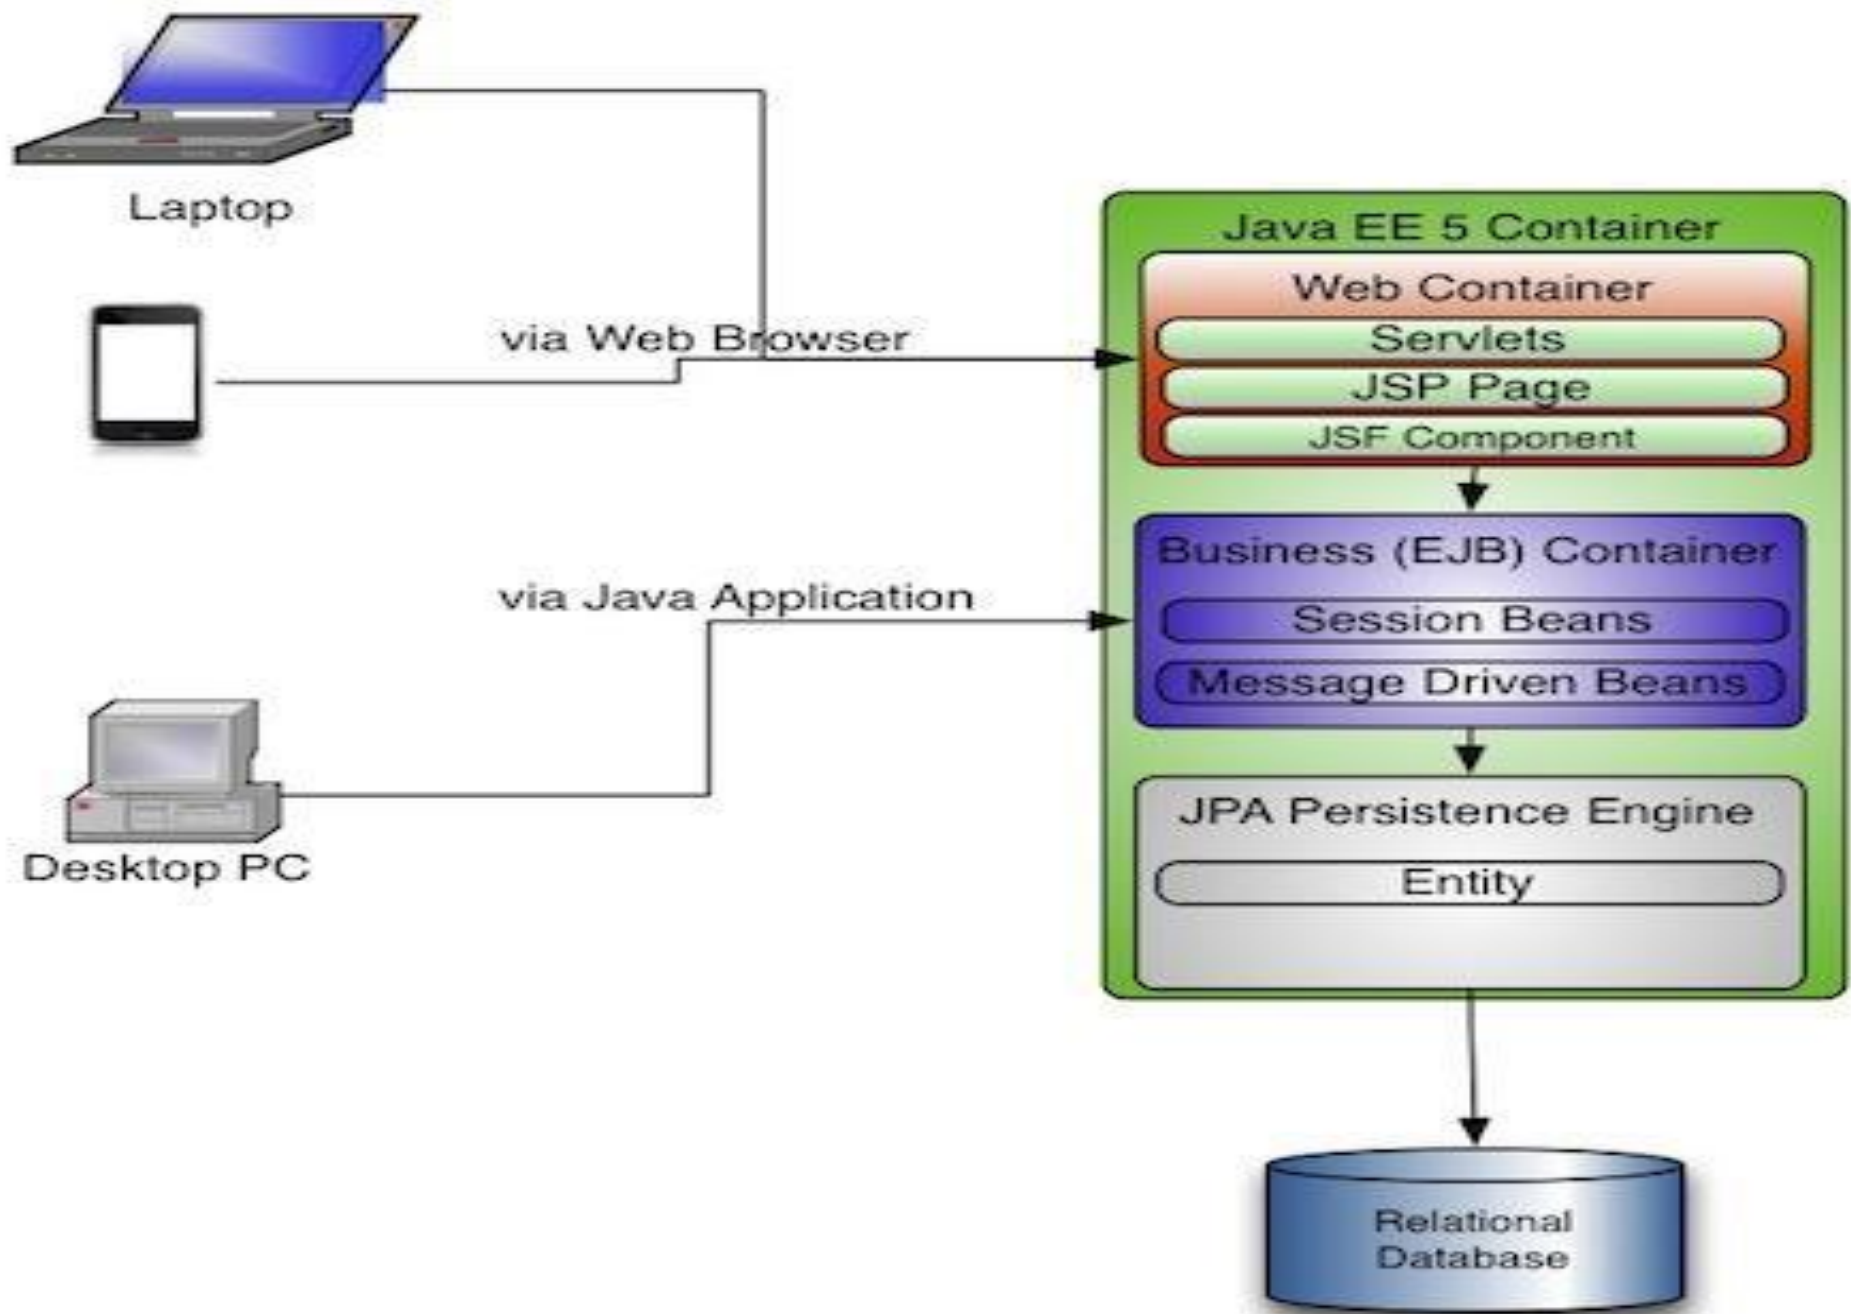 Laptop
via Web Browser
via Java Application
Desktop PC
Java EE 5 Container
Web Container
Servlets
JSP Page
JSF Component
Business (EJB) Container
Session Beans
Message Driven Beans
JPA Persistence Engine
Entity
Relational
Database